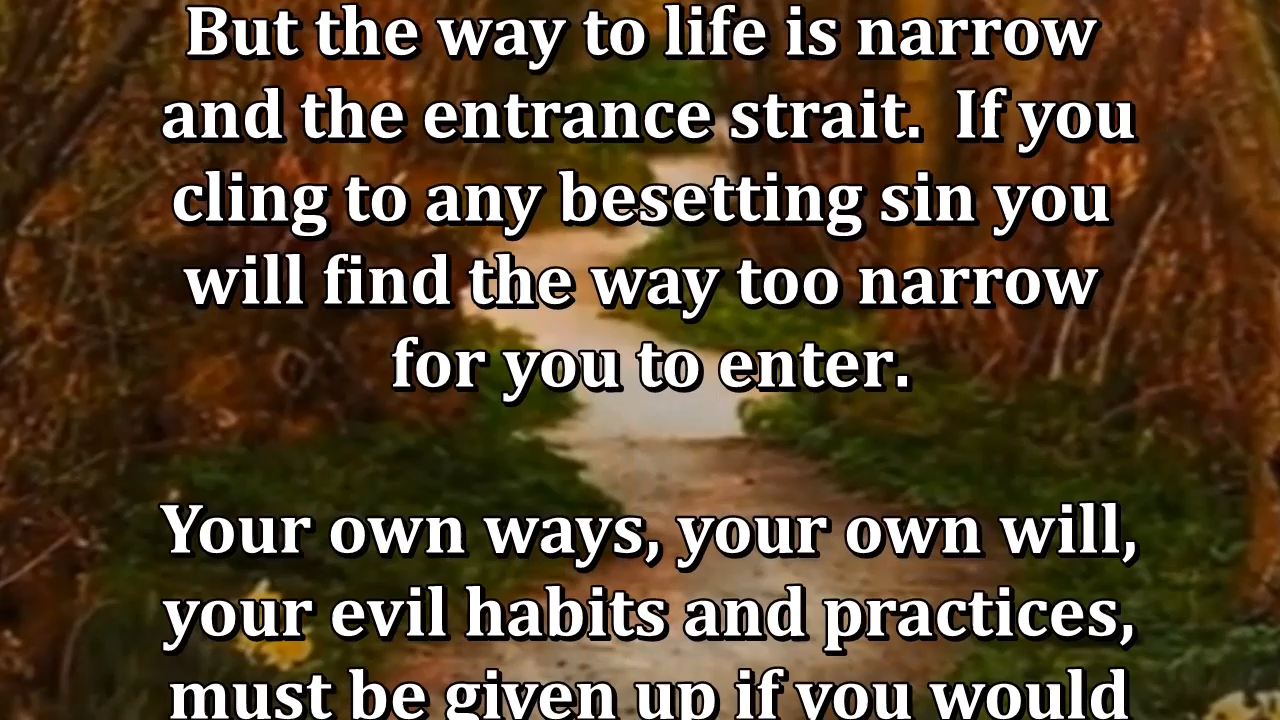 But the way to life is narrow
and the entrance strait.  If you
cling to any besetting sin you
will find the way too narrow
for you to enter.
Your own ways, your own will,
your evil habits and practices,
must be given up if you would